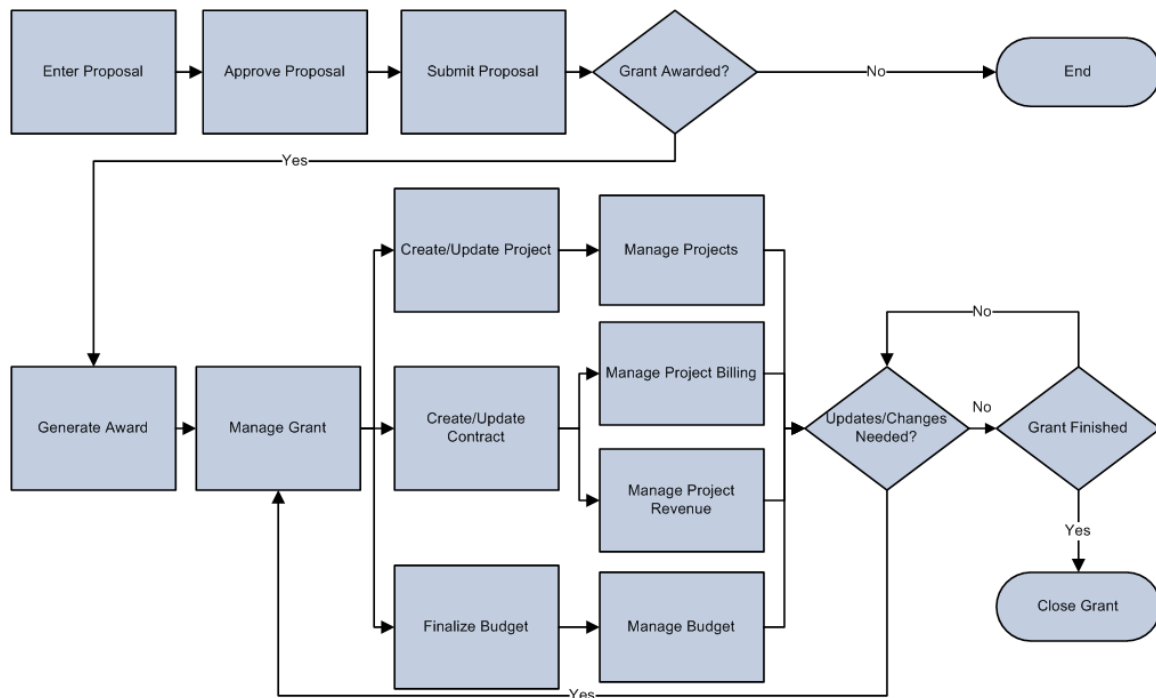 Enter Proposal
Approve Proposal
Submit Proposal
Grant Awarded?
No
End
Yes
Create/Update Project
Manage Projects
No
Manage Project Billing
Generate Award
Manage Grant
Create/Update
Contract
Updates/Changes
Needed?
No
Grant Finished
Manage Project
Revenue
Yes
Finalize Budget
Manage Budget
Close Grant
Yes